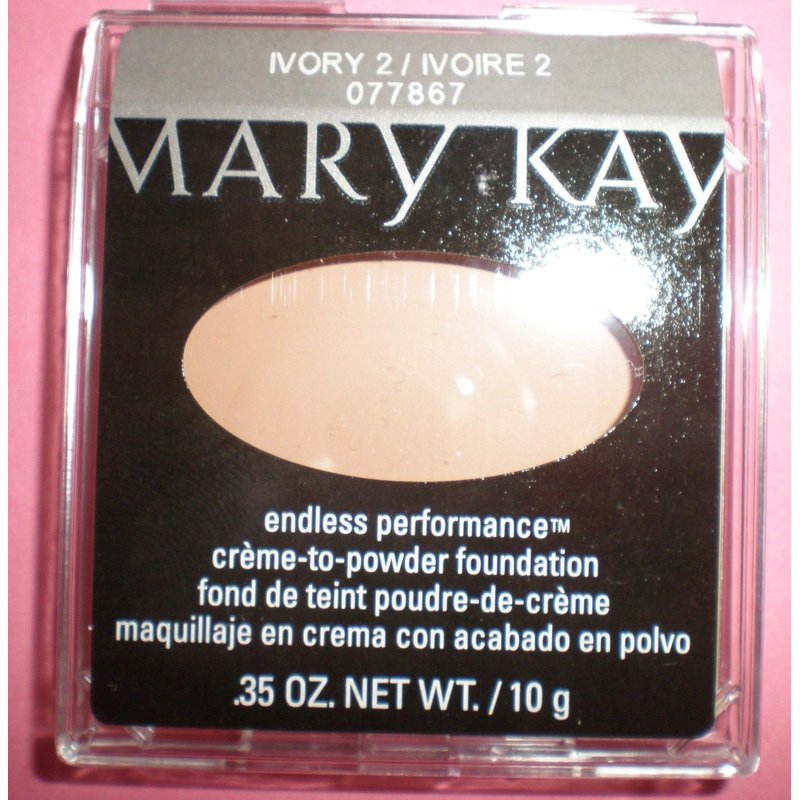 IVORY 2 / IVOIRE 2
077867
MARY KAY
endless performance™
crème-to-powder foundation
fond de teint poudre-de-crème
maquillaje en crema con acabado en polvo
.35 OZ. NET WT. / 10 g